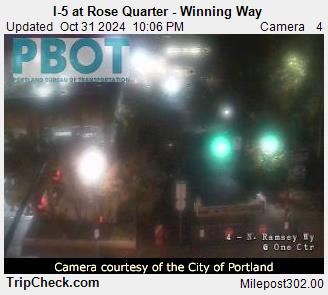 I-5 at Rose Quarter - Winning Way
Updated Oct 31 2024 10:06 PM Camera 4
PBOT
PORTLAND BUREAU OF TRANSPORTATION
4 - N. Ramsey Wy
@ One Ctr
Camera courtesy of the City of Portland
TripCheck.com Milepost302.00